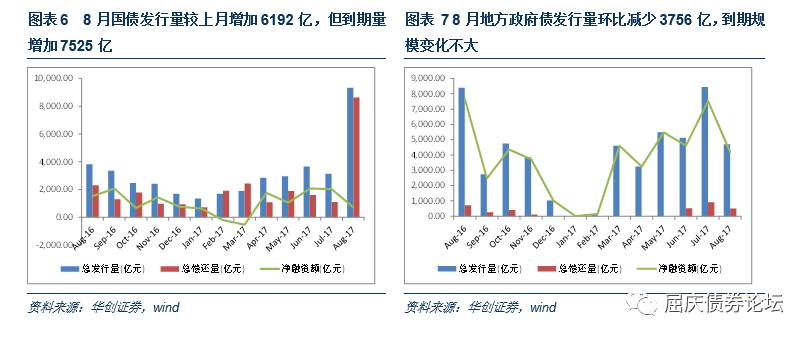 图表 6 8 月国债发行量较上月增加 6192 亿，但到期量
增加 7525 亿
10,000.00
8,000.00
6,000.00
4,000.00
2,000.00
0.00
-2,000.00
Aug-16 Sep-16 Oct-16 Nov-16 Dec-16 Jan-17 Feb-17 Mar-17 Apr-17 May-17 Jun-17 Jul-17 Aug-17
总发行量(亿元) 总偿还量(亿元) 净融资额(亿元)
资料来源：华创证券，wind
图表 7 8 月地方政府债发行量环比减少 3756 亿，到期规
模变化不大
9,000.00
8,000.00
7,000.00
6,000.00
5,000.00
4,000.00
3,000.00
2,000.00
1,000.00
0.00
Aug-16 Sep-16 Oct-16 Nov-16 Dec-16 Jan-17 Feb-17 Mar-17 Apr-17 May-17 Jun-17 Jul-17 Aug-17
总发行量(亿元) 总偿还量(亿元) 净融资额(亿元)
资料来源：华创证券，wind
屈庆债券论坛